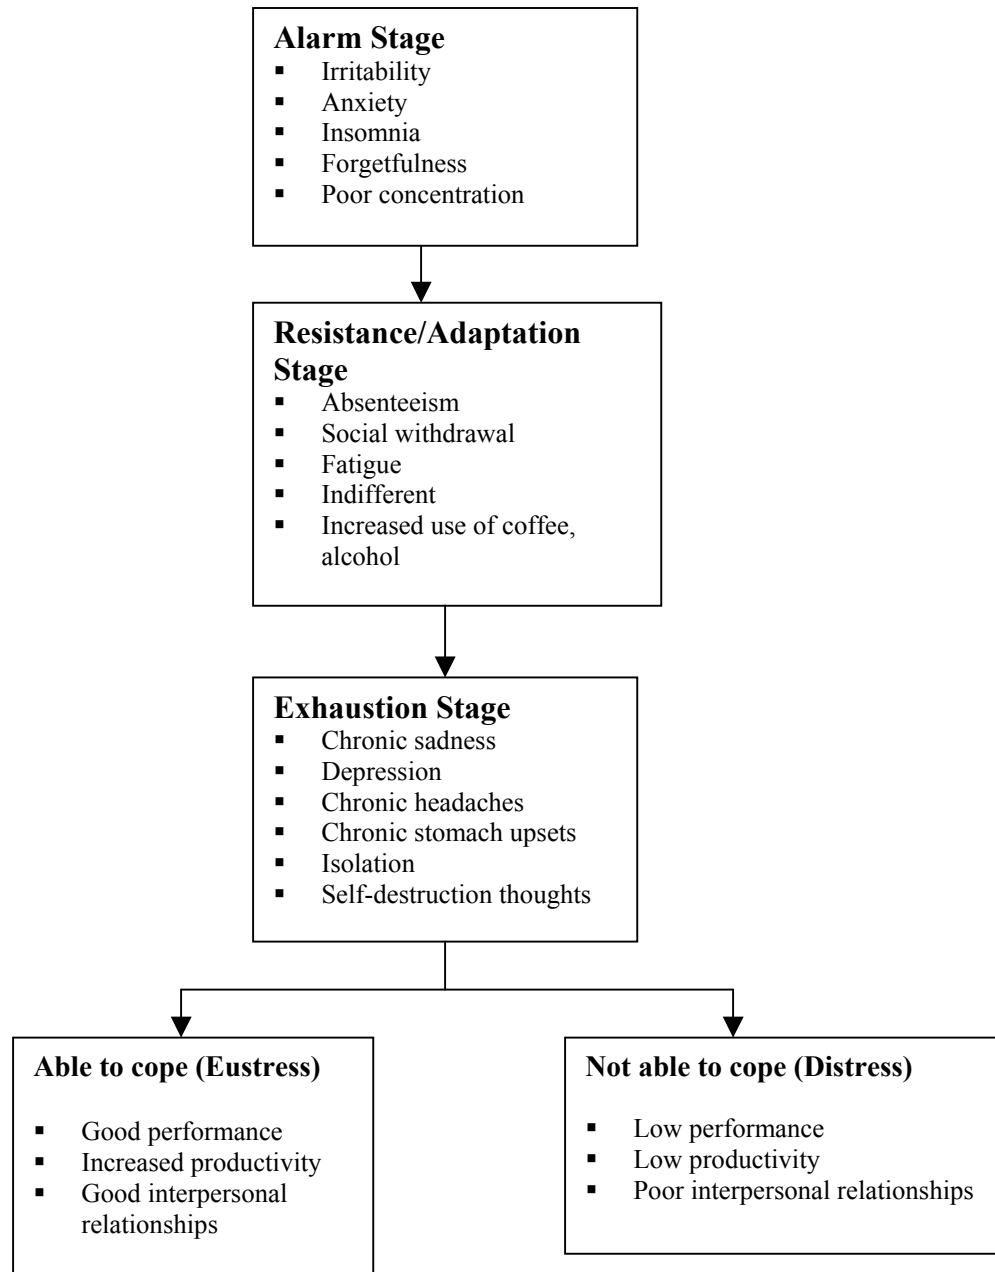 Alarm Stage
▪ Irritability
▪ Anxiety
▪ Insomnia
▪ Forgetfulness
▪ Poor concentration
Resistance/Adaptation
Stage
▪ Absenteeism
▪ Social withdrawal
▪ Fatigue
▪ Indifferent
▪ Increased use of coffee,
alcohol
Exhaustion Stage
▪ Chronic sadness
▪ Depression
▪ Chronic headaches
▪ Chronic stomach upsets
▪ Isolation
▪ Self-destruction thoughts
Able to cope (Eustress)
▪ Good performance
▪ Increased productivity
▪ Good interpersonal
relationships
Not able to cope (Distress)
▪ Low performance
▪ Low productivity
▪ Poor interpersonal relationships